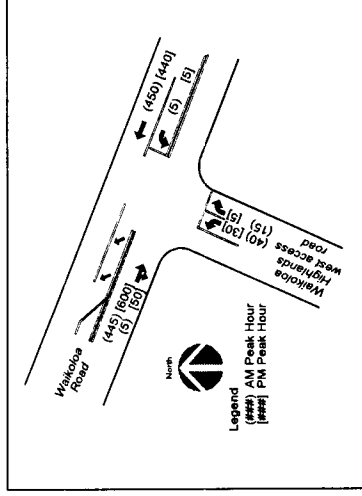 Waikoloa
Road
(445) [600]
(5) [50]
(450) [440]
(5) [5]
[30] [5]
(40) (15)
Waikoloa
Highlands
west access
road
North
Legend
(###) AM Peak Hour
[###] PM Peak Hour